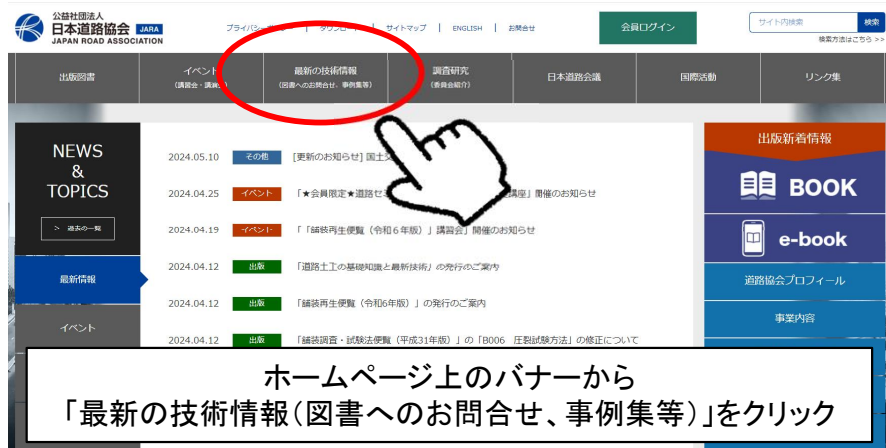 公益社団法人
日本道路協会 JARA
JAPAN ROAD ASSOCIATION
サイトマップ | ENGLISH | お問合せ
会員ログイン
サイト内検索 検索
検索方法はこちら >>
出版図書
イベント
(講習会・講演
最新の技術情報
(図書へのお問合せ、事例集等)
調査研究
(委員会紹介)
日本道路会議
国際活動
リンク集
NEWS
&
TOPICS
> 過去の一覧
最新情報
イベント
2024.05.10 その他 [更新のお知らせ] 国土交
2024.04.25 イベント 「★会員限定★道路セミ 講座」開催のお知らせ
2024.04.19 イベント 「「舗装再生便覧(令和6年版)」講習会」開催のお知らせ
2024.04.12 出版 「道路土工の基礎知識と最新技術」の発行のご案内
2024.04.12 出版 「舗装再生便覧(令和6年版)」の発行のご案内
2024.04.12 出版 「舗装調査・試験法便覧(平成31年版)」の「B006 圧裂試験方法」の修正について
出版新着情報
BOOK
e-book
道路協会プロフィール
事業内容
ホームページ上のバナーから
「最新の技術情報(図書へのお問合せ、事例集等)」をクリック